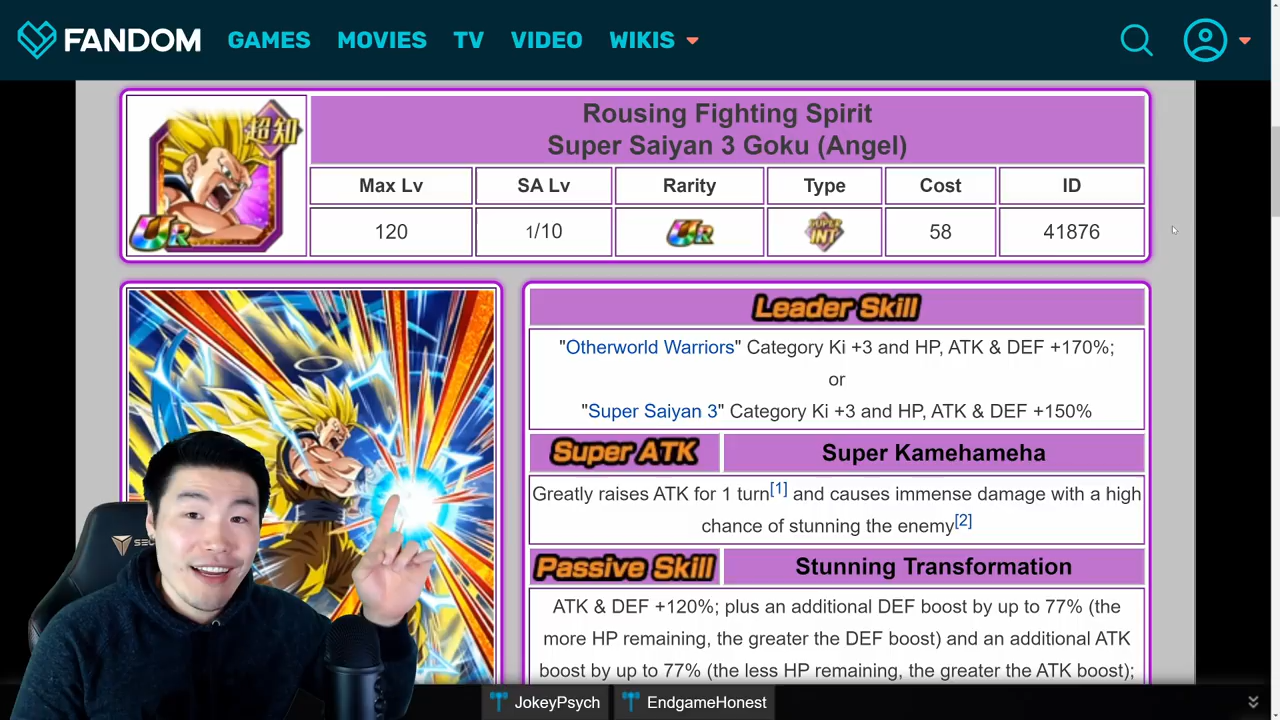 FANDOM GAMES MOVIES TV VIDEO WIKIS
超知
UR
Rousing Fighting Spirit
Super Saiyan 3 Goku (Angel)
Max Lv SA Lv Rarity Type Cost ID
120 1/10 UR SUPER INT 58 41876
Leader Skill
"Otherworld Warriors" Category Ki +3 and HP, ATK & DEF +170%;
or
"Super Saiyan 3" Category Ki +3 and HP, ATK & DEF +150%
Super ATK Super Kamehameha
Greatly raises ATK for 1 turn[1] and causes immense damage with a high
chance of stunning the enemy[2]
Passive Skill Stunning Transformation
ATK & DEF +120%; plus an additional DEF boost by up to 77% (the
more HP remaining, the greater the DEF boost) and an additional ATK
boost by up to 77% (the less HP remaining, the greater the ATK boost);
JokeyPsych EndgameHonest